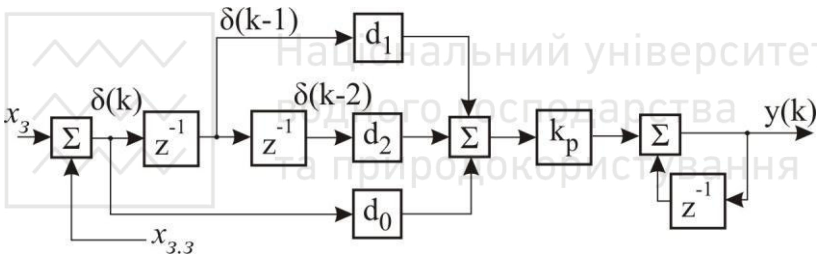 Національний університет
водного господарства
та природокористування
δ(k-1)
d₁
x₃
δ(k)
Σ
z⁻¹
δ(k-2)
z⁻¹
d₂
Σ
kₚ
Σ
y(k)
z⁻¹
d₀
x₃.₃